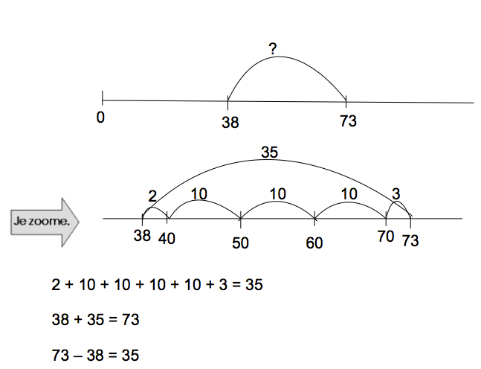 ?
0 38 73
35
2 10 10 10 3
Je zoome.
38 40 50 60 70 73
2 + 10 + 10 + 10 + 10 + 3 = 35
38 + 35 = 73
73 – 38 = 35